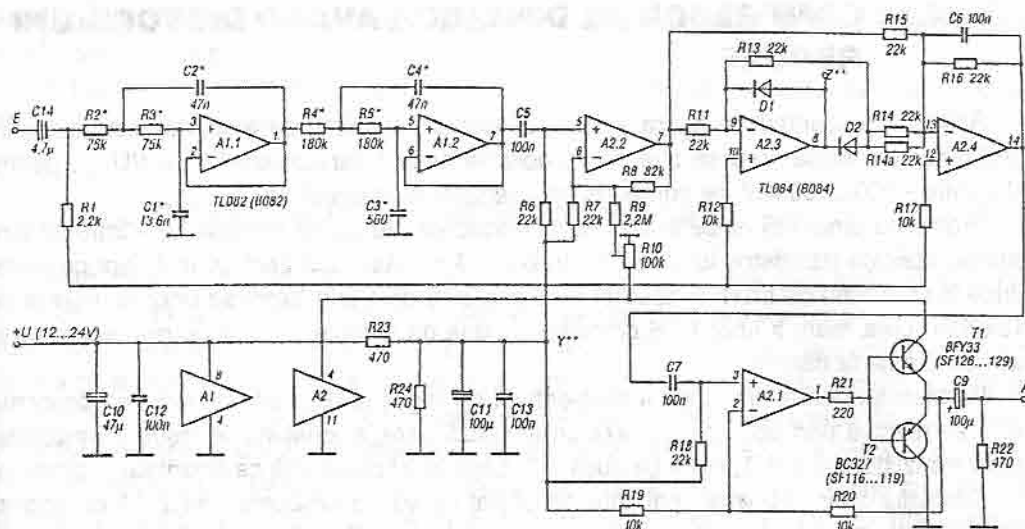 R15
22k
C6 100n
R13 22k
R16 22k
C2*
47n
C4*
47n
Z**
D1
E
C14
4,7µ
R2*
75k
R3*
75k
3
+
A1.1
2
1
R4*
180k
R5*
180k
5
+
A1.2
6
7
C5
100n
5
+
A2.2
6
7
R11
22k
9
−
A2.3
10
+
8
D2
R14 22k
R14a 22k
13
−
A2.4
12
+
14
R8 82k
R1
2,2k
C1*
13,6n
TL082 (B082)
C3*
560
R6
22k
R7
22k
R9
2,2M
R10
100k
R12
10k
TL084 (B084)
R17
10k
+U (12...24V)
R23
470
Y**
T1
BFY33
(SF126...129)
C10
47µ
C12
100n
A1
8
4
A2
4
11
R24
470
C11
100µ
C13
100n
C7
100n
3
+
A2.1
2
−
1
R21
220
C9
+
100µ
A
R18
22k
T2
BC327
(SF116...119)
R22
470
R19
10k
R20
10k